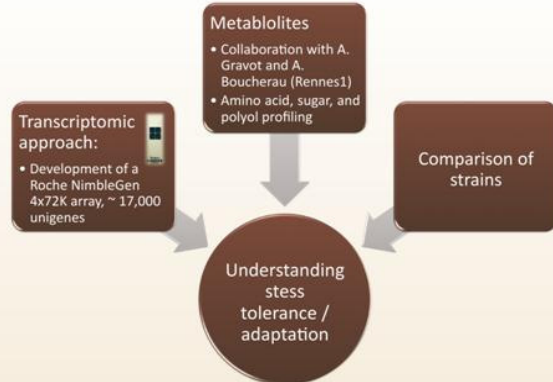 Metablolites
• Collaboration with A.
Gravot and A.
Boucherau (Rennes1)
• Amino acid, sugar, and
polyol profiling
Transcriptomic
approach:
• Development of a
Roche NimbleGen
4x72K array, ~ 17,000
unigenes
Comparison of
strains
Understanding
stess
tolerance /
adaptation